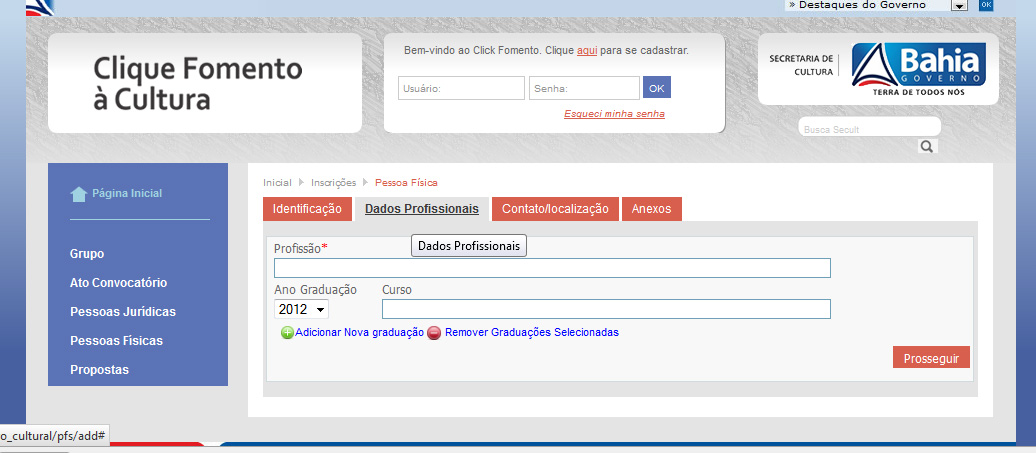 » Destaques do Governo
OK
Clique Fomento
à Cultura
Bem-vindo ao Click Fomento. Clique aqui para se cadastrar.
Usuário:
Senha:
OK
Esqueci minha senha
SECRETARIA DE
CULTURA
Bahia
GOVERNO
TERRA DE TODOS NÓS
Busca Secult
Página Inicial
Grupo
Ato Convocatório
Pessoas Jurídicas
Pessoas Físicas
Propostas
Inicial Inscrições Pessoa Física
Identificação Dados Profissionais Contato/localização Anexos
Dados Profissionais
Profissão*
Ano Graduação Curso
2012
Adicionar Nova graduação Remover Graduações Selecionadas
Prosseguir
o_cultural/pfs/add#